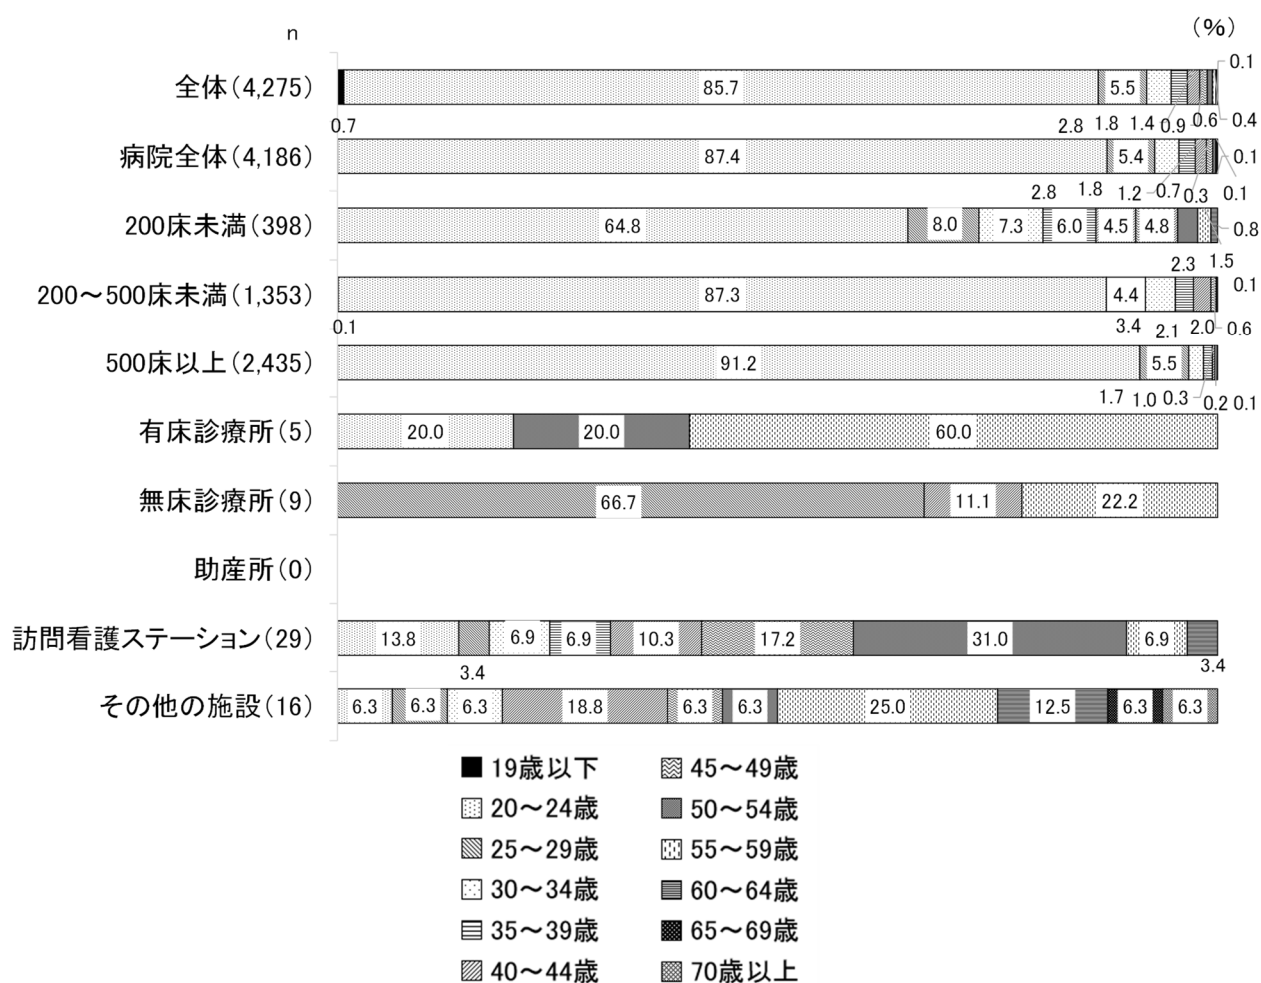 n
（％）
0.1
全体（4,275） 85.7 5.5
0.7 2.8 1.8 1.4 0.9 0.6 0.4
病院全体（4,186） 87.4 5.4 0.1
2.8 1.8 1.2 0.7 0.3 0.1
200床未満（398） 64.8 8.0 7.3 6.0 4.5 4.8 0.8
2.3 1.5
200～500床未満（1,353） 87.3 4.4 0.1
0.1 3.4 2.1 2.0 0.6
500床以上（2,435） 91.2 5.5
1.7 1.0 0.3 0.2 0.1
有床診療所（5） 20.0 20.0 60.0
無床診療所（9） 66.7 11.1 22.2
助産所（0）
訪問看護ステーション（29） 13.8 6.9 6.9 10.3 17.2 31.0 6.9
3.4 3.4
その他の施設（16） 6.3 6.3 6.3 18.8 6.3 6.3 25.0 12.5 6.3 6.3
19歳以下 45～49歳
20～24歳 50～54歳
25～29歳 55～59歳
30～34歳 60～64歳
35～39歳 65～69歳
40～44歳 70歳以上